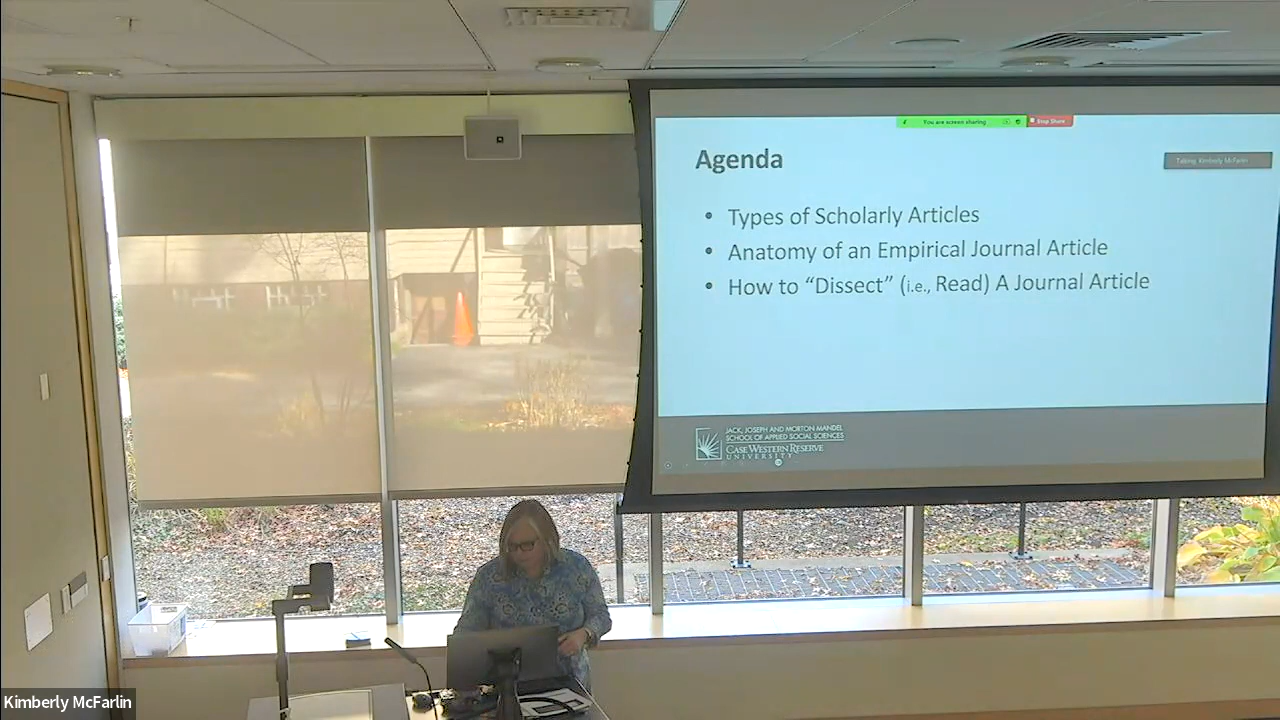 You are screen sharing
Stop Share
Agenda
Talking: Kimberly McFarlin
• Types of Scholarly Articles
• Anatomy of an Empirical Journal Article
• How to “Dissect” (i.e., Read) A Journal Article
JACK, JOSEPH AND MORTON MANDEL
SCHOOL OF APPLIED SOCIAL SCIENCES
CASE WESTERN RESERVE
UNIVERSITY
Kimberly McFarlin